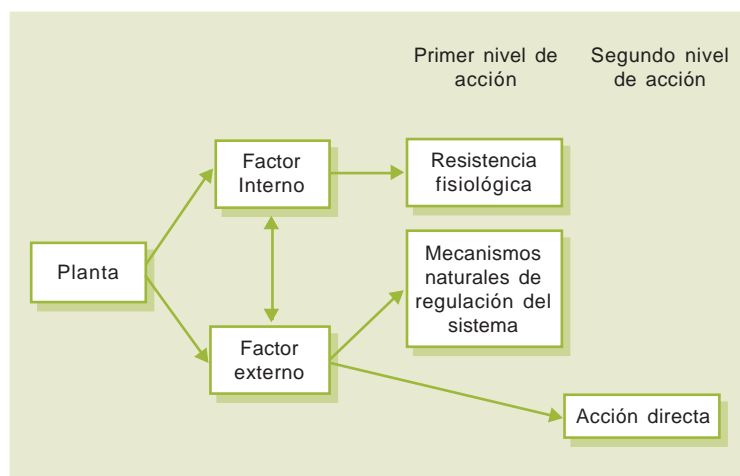 Primer nivel de
acción
Segundo nivel
de acción
Factor
Interno
Resistencia
fisiológica
Planta
Mecanismos
naturales de
regulación del
sistema
Factor
externo
Acción directa